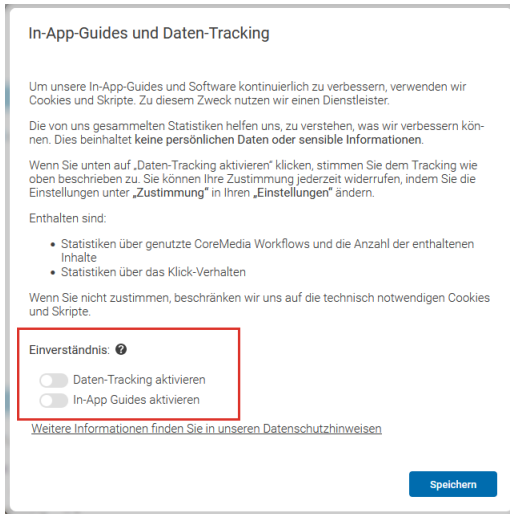 In-App-Guides und Daten-Tracking
Um unsere In-App-Guides und Software kontinuierlich zu verbessern, verwenden wir
Cookies und Skripte. Zu diesem Zweck nutzen wir einen Dienstleister.
Die von uns gesammelten Statistiken helfen uns, zu verstehen, was wir verbessern kön-
nen. Dies beinhaltet keine persönlichen Daten oder sensible Informationen.
Wenn Sie unten auf „Daten-Tracking aktivieren" klicken, stimmen Sie dem Tracking wie
oben beschrieben zu. Sie können Ihre Zustimmung jederzeit widerrufen, indem Sie die
Einstellungen unter „Zustimmung" in Ihren „Einstellungen" ändern.
Enthalten sind:
• Statistiken über genutzte CoreMedia Workflows und die Anzahl der enthaltenen
Inhalte
• Statistiken über das Klick-Verhalten
Wenn Sie nicht zustimmen, beschränken wir uns auf die technisch notwendigen Cookies
und Skripte.
Einverständnis: ?
Daten-Tracking aktivieren
In-App Guides aktivieren
Weitere Informationen finden Sie in unseren Datenschutzhinweisen
Speichern